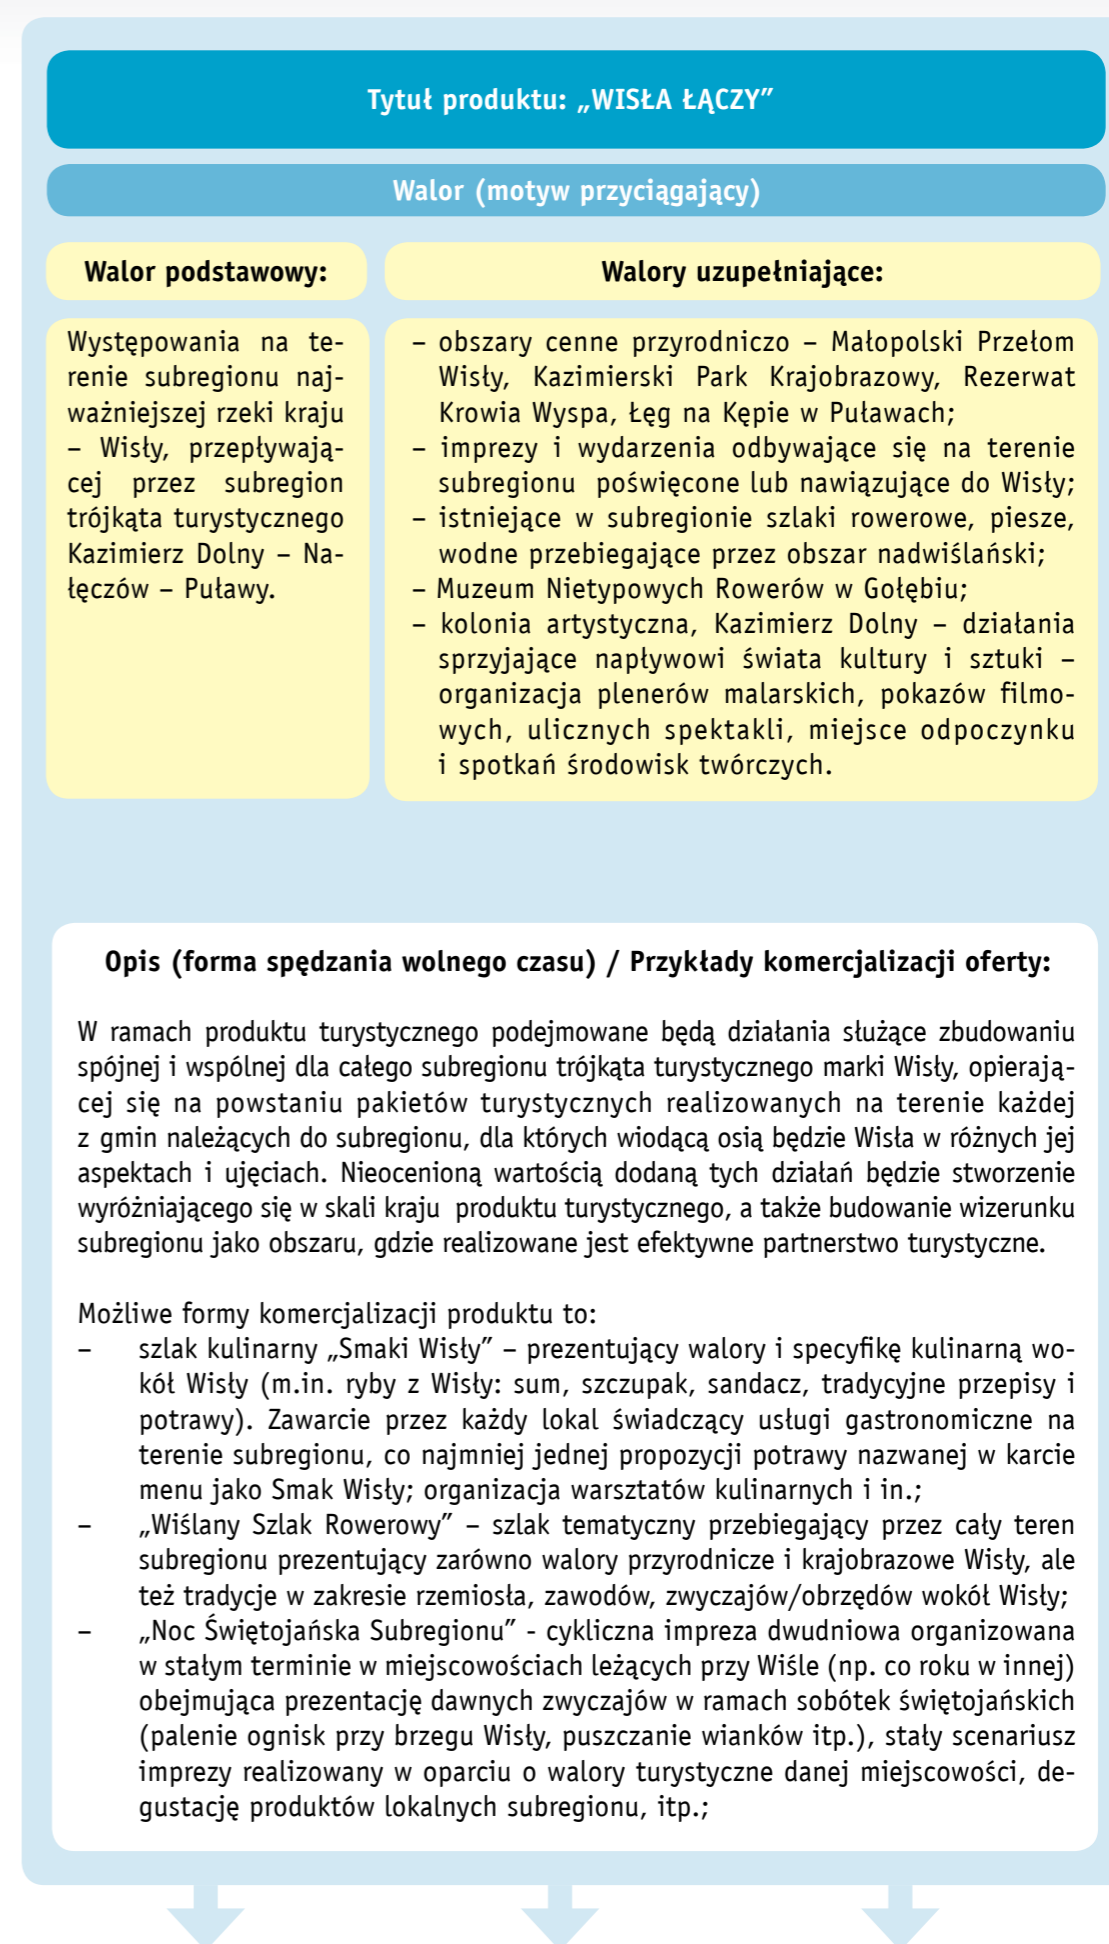 Tytuł produktu: „WISŁA ŁĄCZY”
Walor (motyw przyciągający)
Walor podstawowy:
Występowania na te-
renie subregionu naj-
ważniejszej rzeki kraju
– Wisły, przepływają-
cej przez subregion
trójkąta turystycznego
Kazimierz Dolny – Na-
łęczów – Puławy.
Walory uzupełniające:
– obszary cenne przyrodniczo – Małopolski Przełom
Wisły, Kazimierski Park Krajobrazowy, Rezerwat
Krowia Wyspa, Łęg na Kępie w Puławach;
– imprezy i wydarzenia odbywające się na terenie
subregionu poświęcone lub nawiązujące do Wisły;
– istniejące w subregionie szlaki rowerowe, piesze,
wodne przebiegające przez obszar nadwiślański;
– Muzeum Nietypowych Rowerów w Gołębiu;
– kolonia artystyczna, Kazimierz Dolny – działania
sprzyjające napływowi świata kultury i sztuki –
organizacja plenerów malarskich, pokazów filmo-
wych, ulicznych spektakli, miejsce odpoczynku
i spotkań środowisk twórczych.
Opis (forma spędzania wolnego czasu) / Przykłady komercjalizacji oferty:
W ramach produktu turystycznego podejmowane będą działania służące zbudowaniu
spójnej i wspólnej dla całego subregionu trójkąta turystycznego marki Wisły, opierają-
cej się na powstaniu pakietów turystycznych realizowanych na terenie każdej
z gmin należących do subregionu, dla których wiodącą osią będzie Wisła w różnych jej
aspektach i ujęciach. Nieocenioną wartością dodaną tych działań będzie stworzenie
wyróżniającego się w skali kraju produktu turystycznego, a także budowanie wizerunku
subregionu jako obszaru, gdzie realizowane jest efektywne partnerstwo turystyczne.
Możliwe formy komercjalizacji produktu to:
– szlak kulinarny „Smaki Wisły” – prezentujący walory i specyfikę kulinarną wo-
kół Wisły (m.in. ryby z Wisły: sum, szczupak, sandacz, tradycyjne przepisy i
potrawy). Zawarcie przez każdy lokal świadczący usługi gastronomiczne na
terenie subregionu, co najmniej jednej propozycji potrawy nazwanej w karcie
menu jako Smak Wisły; organizacja warsztatów kulinarnych i in.;
– „Wiślany Szlak Rowerowy” – szlak tematyczny przebiegający przez cały teren
subregionu prezentujący zarówno walory przyrodnicze i krajobrazowe Wisły, ale
też tradycje w zakresie rzemiosła, zawodów, zwyczajów/obrzędów wokół Wisły;
– „Noc Świętojańska Subregionu” - cykliczna impreza dwudniowa organizowana
w stałym terminie w miejscowościach leżących przy Wiśle (np. co roku w innej)
obejmująca prezentację dawnych zwyczajów w ramach sobótek świętojańskich
(palenie ognisk przy brzegu Wisły, puszczanie wianków itp.), stały scenariusz
imprezy realizowany w oparciu o walory turystyczne danej miejscowości, de-
gustację produktów lokalnych subregionu, itp.;